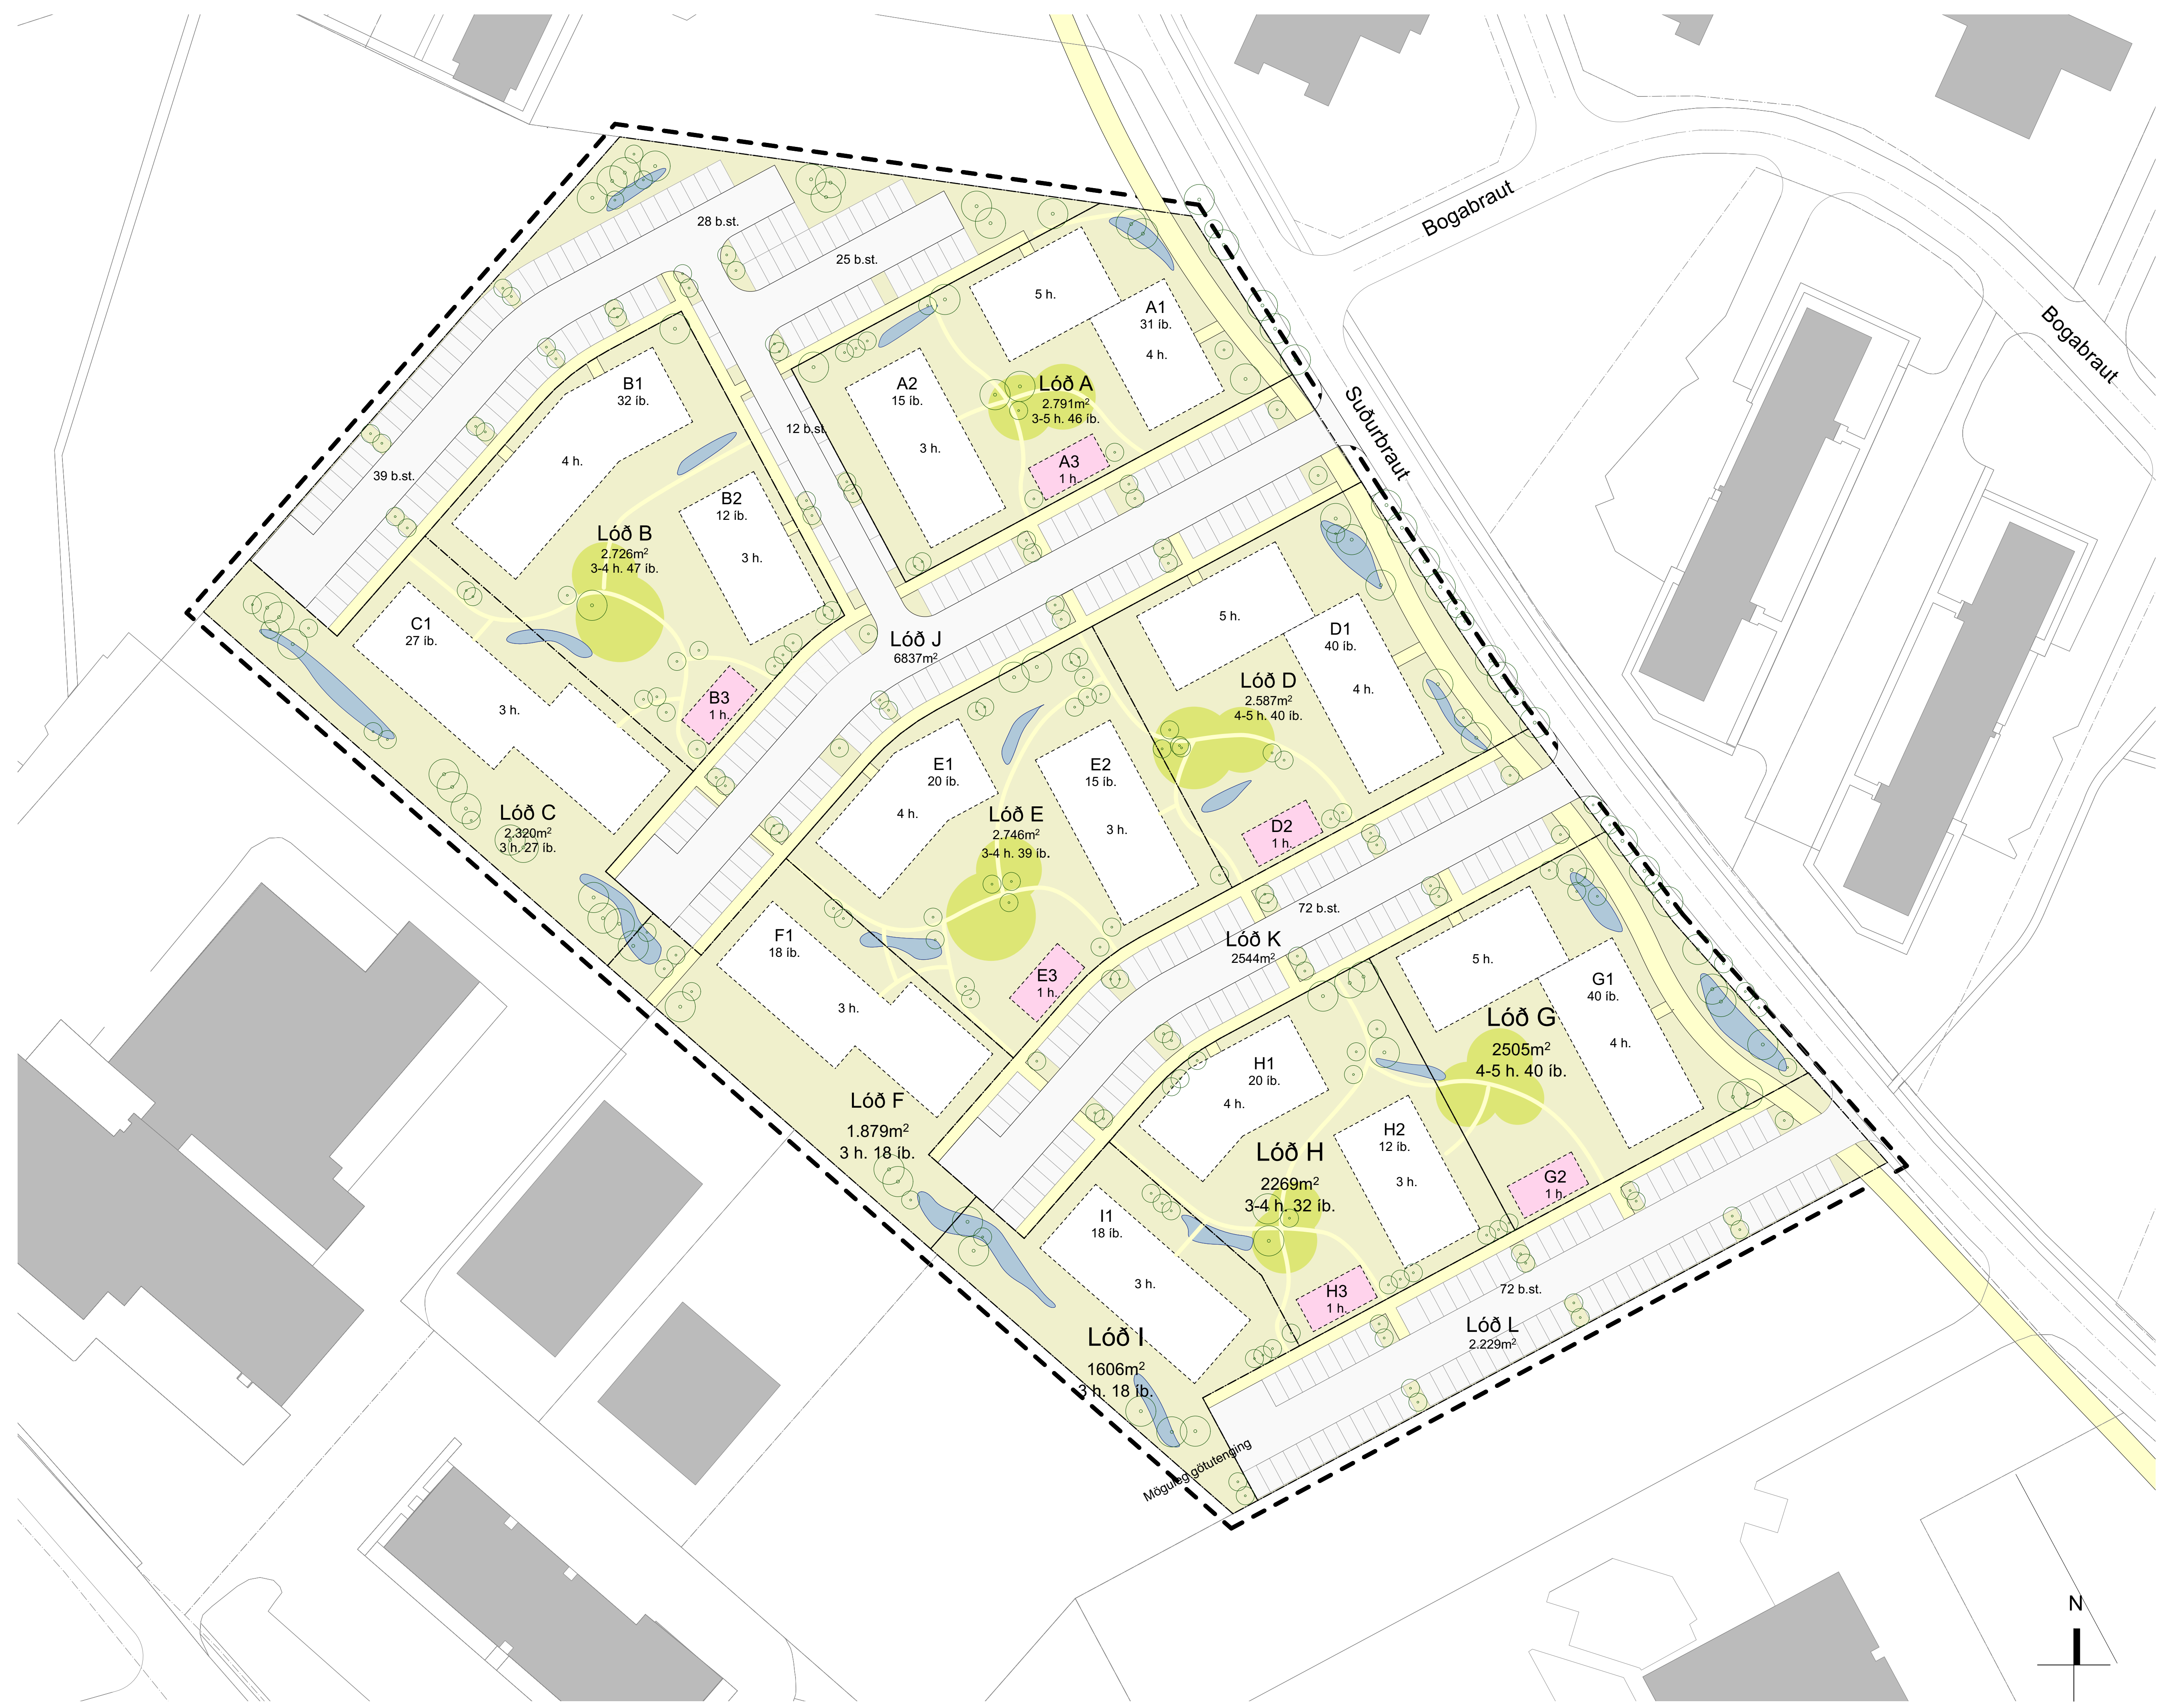 Bogabraut
Bogabraut
Suðurbraut
28 b.st.
25 b.st.
39 b.st.
12 b.st.
5 h.
A1
31 íb.
4 h.
A2
15 íb.
3 h.
Lóð A
2.791m²
3-5 h. 46 íb.
A3
1 h.
B1
32 íb.
4 h.
B2
12 íb.
3 h.
Lóð B
2.726m²
3-4 h. 47 íb.
B3
1 h.
C1
27 íb.
3 h.
Lóð C
2.320m²
3 h. 27 íb.
Lóð J
6837m²
5 h.
D1
40 íb.
4 h.
Lóð D
2.587m²
4-5 h. 40 íb.
D2
1 h.
E1
20 íb.
4 h.
E2
15 íb.
3 h.
Lóð E
2.746m²
3-4 h. 39 íb.
E3
1 h.
F1
18 íb.
3 h.
Lóð F
1.879m²
3 h. 18 íb.
72 b.st.
Lóð K
2544m²
5 h.
G1
40 íb.
4 h.
Lóð G
2505m²
4-5 h. 40 íb.
G2
1 h.
H1
20 íb.
4 h.
H2
12 íb.
3 h.
Lóð H
2269m²
3-4 h. 32 íb.
H3
1 h.
I1
18 íb.
3 h.
Lóð I
1606m²
3 h. 18 íb.
72 b.st.
Lóð L
2.229m²
Möguleg götutenging
N